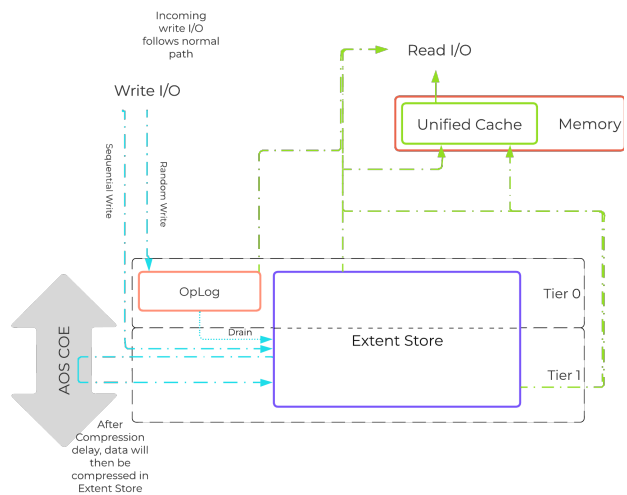 Incoming
write I/O
follows normal
path
Read I/O
Write I/O
Unified Cache
Memory
Sequential Write
Random Write
OpLog
Tier 0
Drain
Extent Store
AOS COE
Tier 1
After
Compression
delay, data will
then be
compressed in
Extent Store